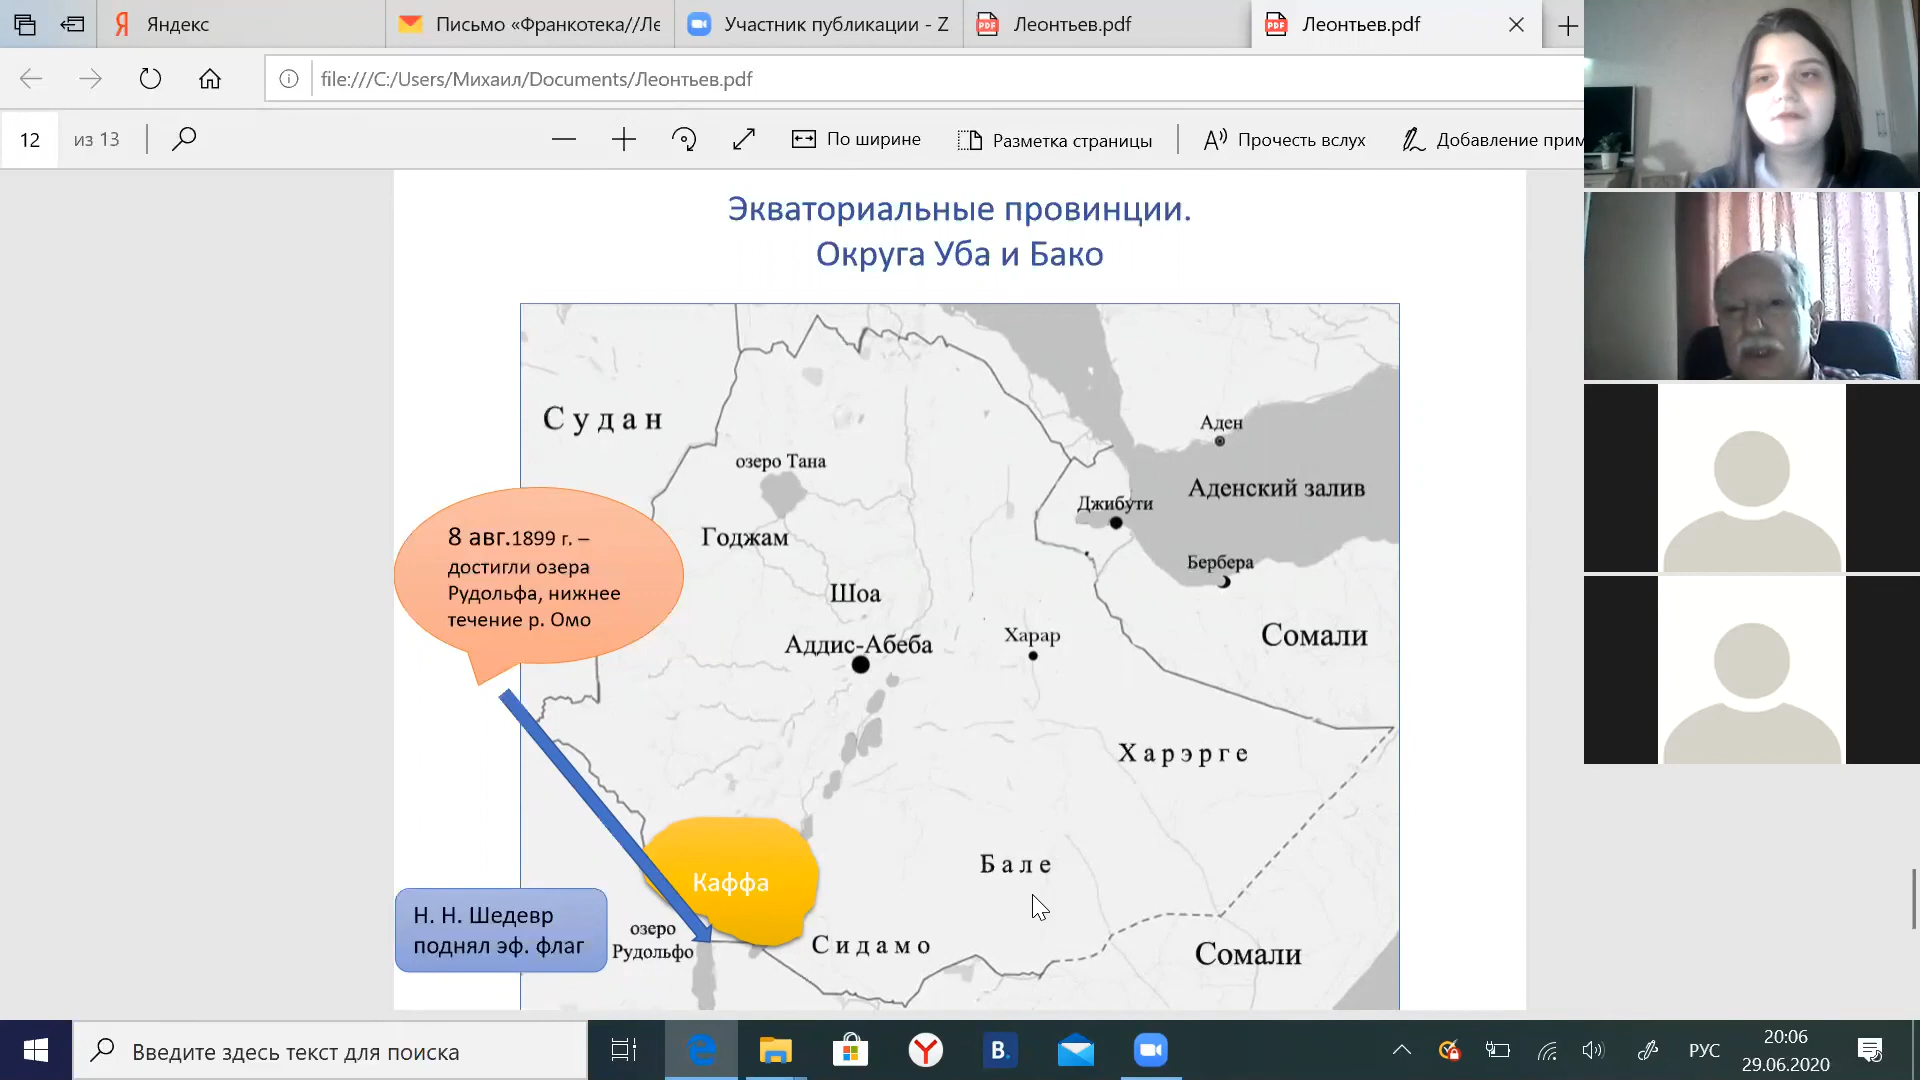 Яндекс
Письмо «Франкотека//Ле
Участник публикации - Z
Леонтьев.pdf
Леонтьев.pdf
file:///C:/Users/Михаил/Documents/Леонтьев.pdf
12 из 13
По ширине
Разметка страницы
Прочесть вслух
Добавление прим
Экваториальные провинции.
Округа Уба и Бако
Судан
Аден
озеро Тана
Аденский залив
Джибути
Годжам
8 авг.1899 г. –
достигли озера
Рудольфа, нижнее
течение р. Омо
Бербера
Шоа
Аддис-Абеба
Харар
Сомали
Харэрге
Бале
Каффа
Н. Н. Шедевр
поднял эф. флаг
озеро
Рудольфо
Сидамо
Сомали
Введите здесь текст для поиска
B.
РУС
20:06
29.06.2020